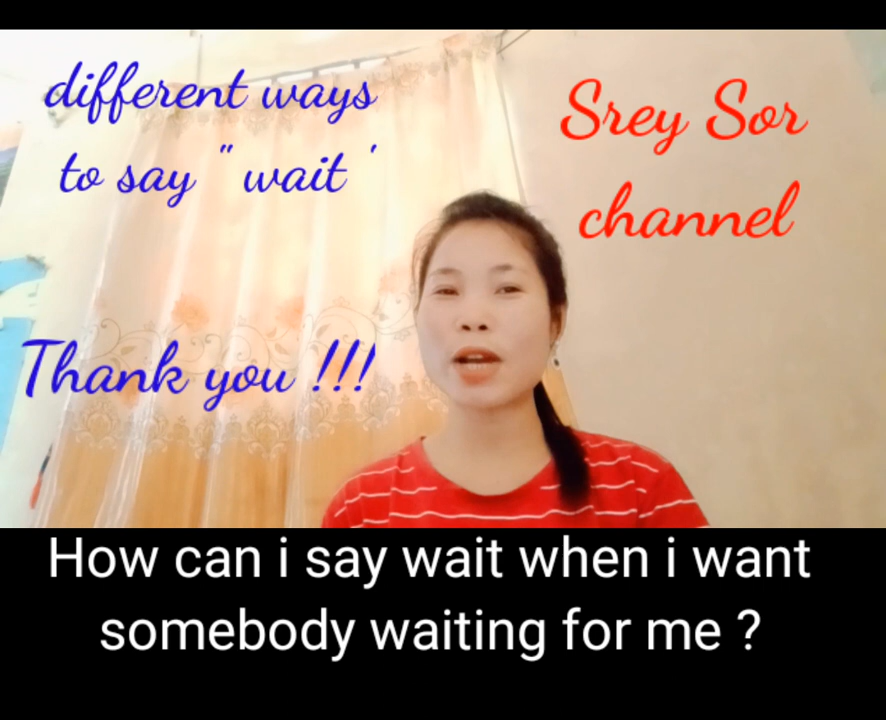 different ways
to say " wait '
Srey Sor
channel
Thank you !!!
How can i say wait when i want
somebody waiting for me ?